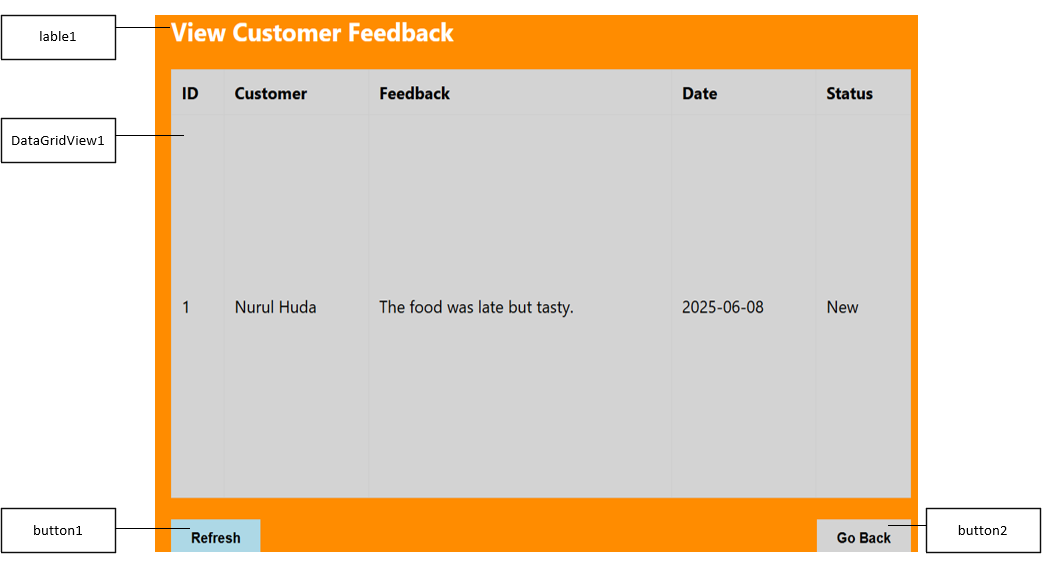 lable1
View Customer Feedback
ID Customer Feedback Date Status
DataGridView1
1 Nurul Huda The food was late but tasty. 2025-06-08 New
button1
Refresh
Go Back
button2